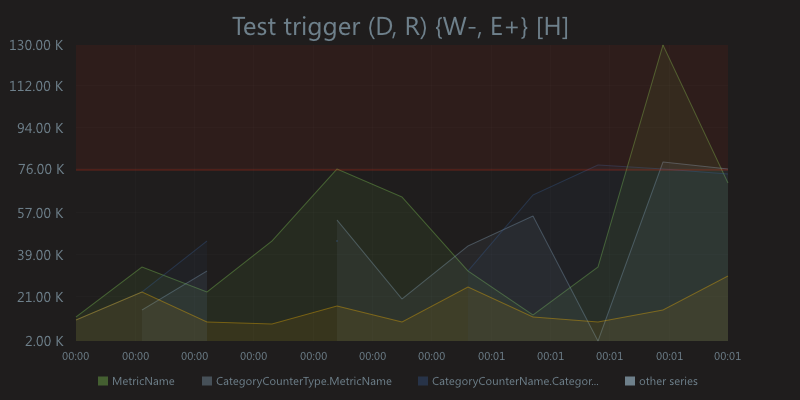 Test trigger (D, R) {W-, E+} [H]
130.00 K
112.00 K
94.00 K
76.00 K
57.00 K
39.00 K
21.00 K
2.00 K
00:00 00:00 00:00 00:00 00:00 00:00 00:00 00:01 00:01 00:01 00:01 00:01
MetricName CategoryCounterType.MetricName CategoryCounterName.Categor... other series